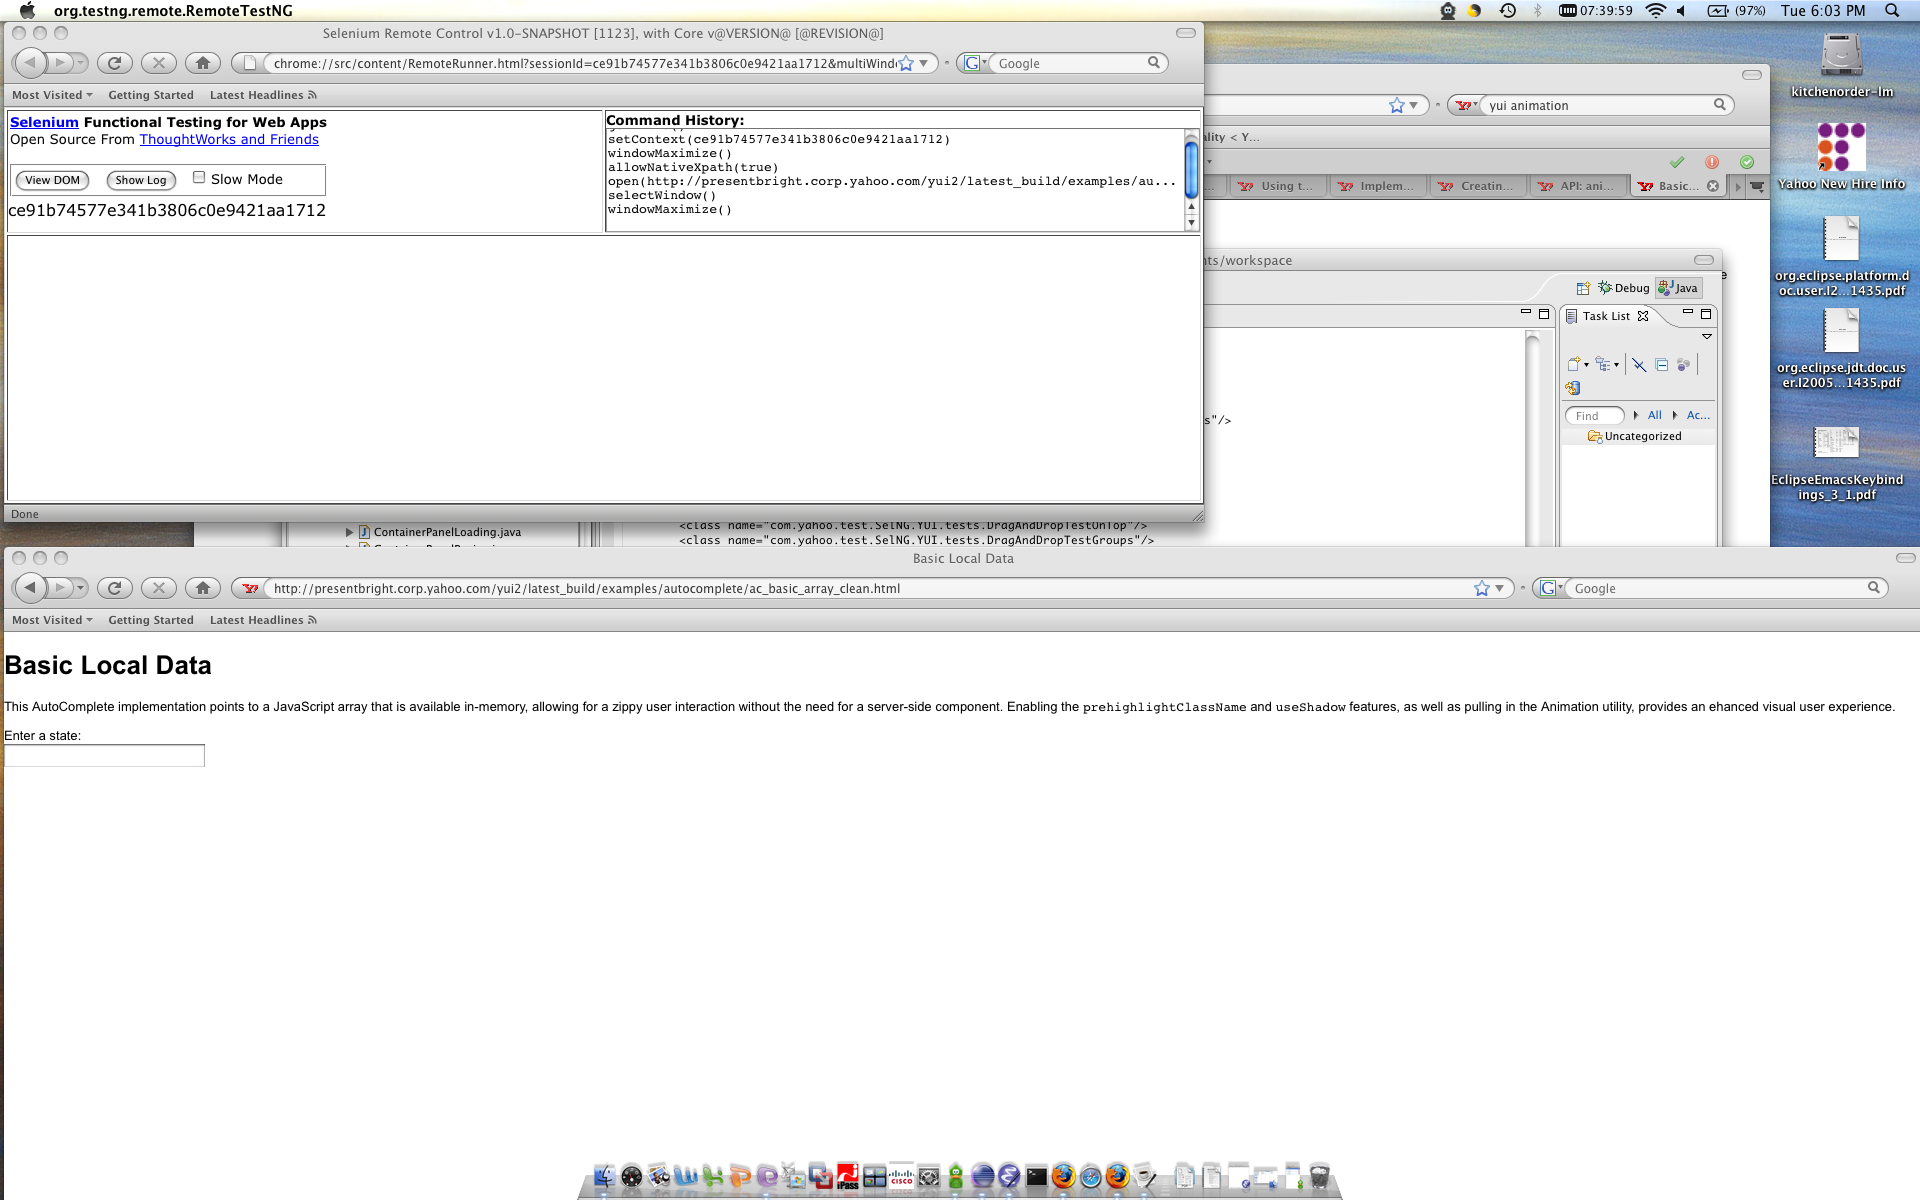 org.testng.remote.RemoteTestNG
07:39:59
(97%)
Tue 6:03 PM
Selenium Remote Control v1.0-SNAPSHOT [1123], with Core v@VERSION@ [@REVISION@]
chrome://src/content/RemoteRunner.html?sessionId=ce91b74577e341b3806c0e9421aa1712&multiWind
Google
Most Visited
Getting Started
Latest Headlines
Selenium Functional Testing for Web Apps
Open Source From ThoughtWorks and Friends
View DOM
Show Log
Slow Mode
ce91b74577e341b3806c0e9421aa1712
Command History:
setContext(ce91b74577e341b3806c0e9421aa1712)
windowMaximize()
allowNativeXpath(true)
open(http://presentbright.corp.yahoo.com/yui2/latest_build/examples/au...
selectWindow()
windowMaximize()
Done
yui animation
ality < Y...
Using t...
Implem...
Creatin...
API: ani...
Basic...
nts/workspace
Debug
Java
Task List
Find
All
Ac...
Uncategorized
s"/>
ContainerPanelLoading.java
<class name="com.yahoo.test.SelNG.YUI.tests.DragAndDropTestOnTop"/>
<class name="com.yahoo.test.SelNG.YUI.tests.DragAndDropTestGroups"/>
kitchenorder-lm
Yahoo New Hire Info
org.eclipse.platform.d
oc.user.I2...1435.pdf
org.eclipse.jdt.doc.us
er.I2005...1435.pdf
EclipseEmacsKeybind
ings_3_1.pdf
Basic Local Data
http://presentbright.corp.yahoo.com/yui2/latest_build/examples/autocomplete/ac_basic_array_clean.html
Google
Most Visited
Getting Started
Latest Headlines
Basic Local Data
This AutoComplete implementation points to a JavaScript array that is available in-memory, allowing for a zippy user interaction without the need for a server-side component. Enabling the prehighlightClassName and useShadow features, as well as pulling in the Animation utility, provides an ehanced visual user experience.
Enter a state:
iPass
CISCO